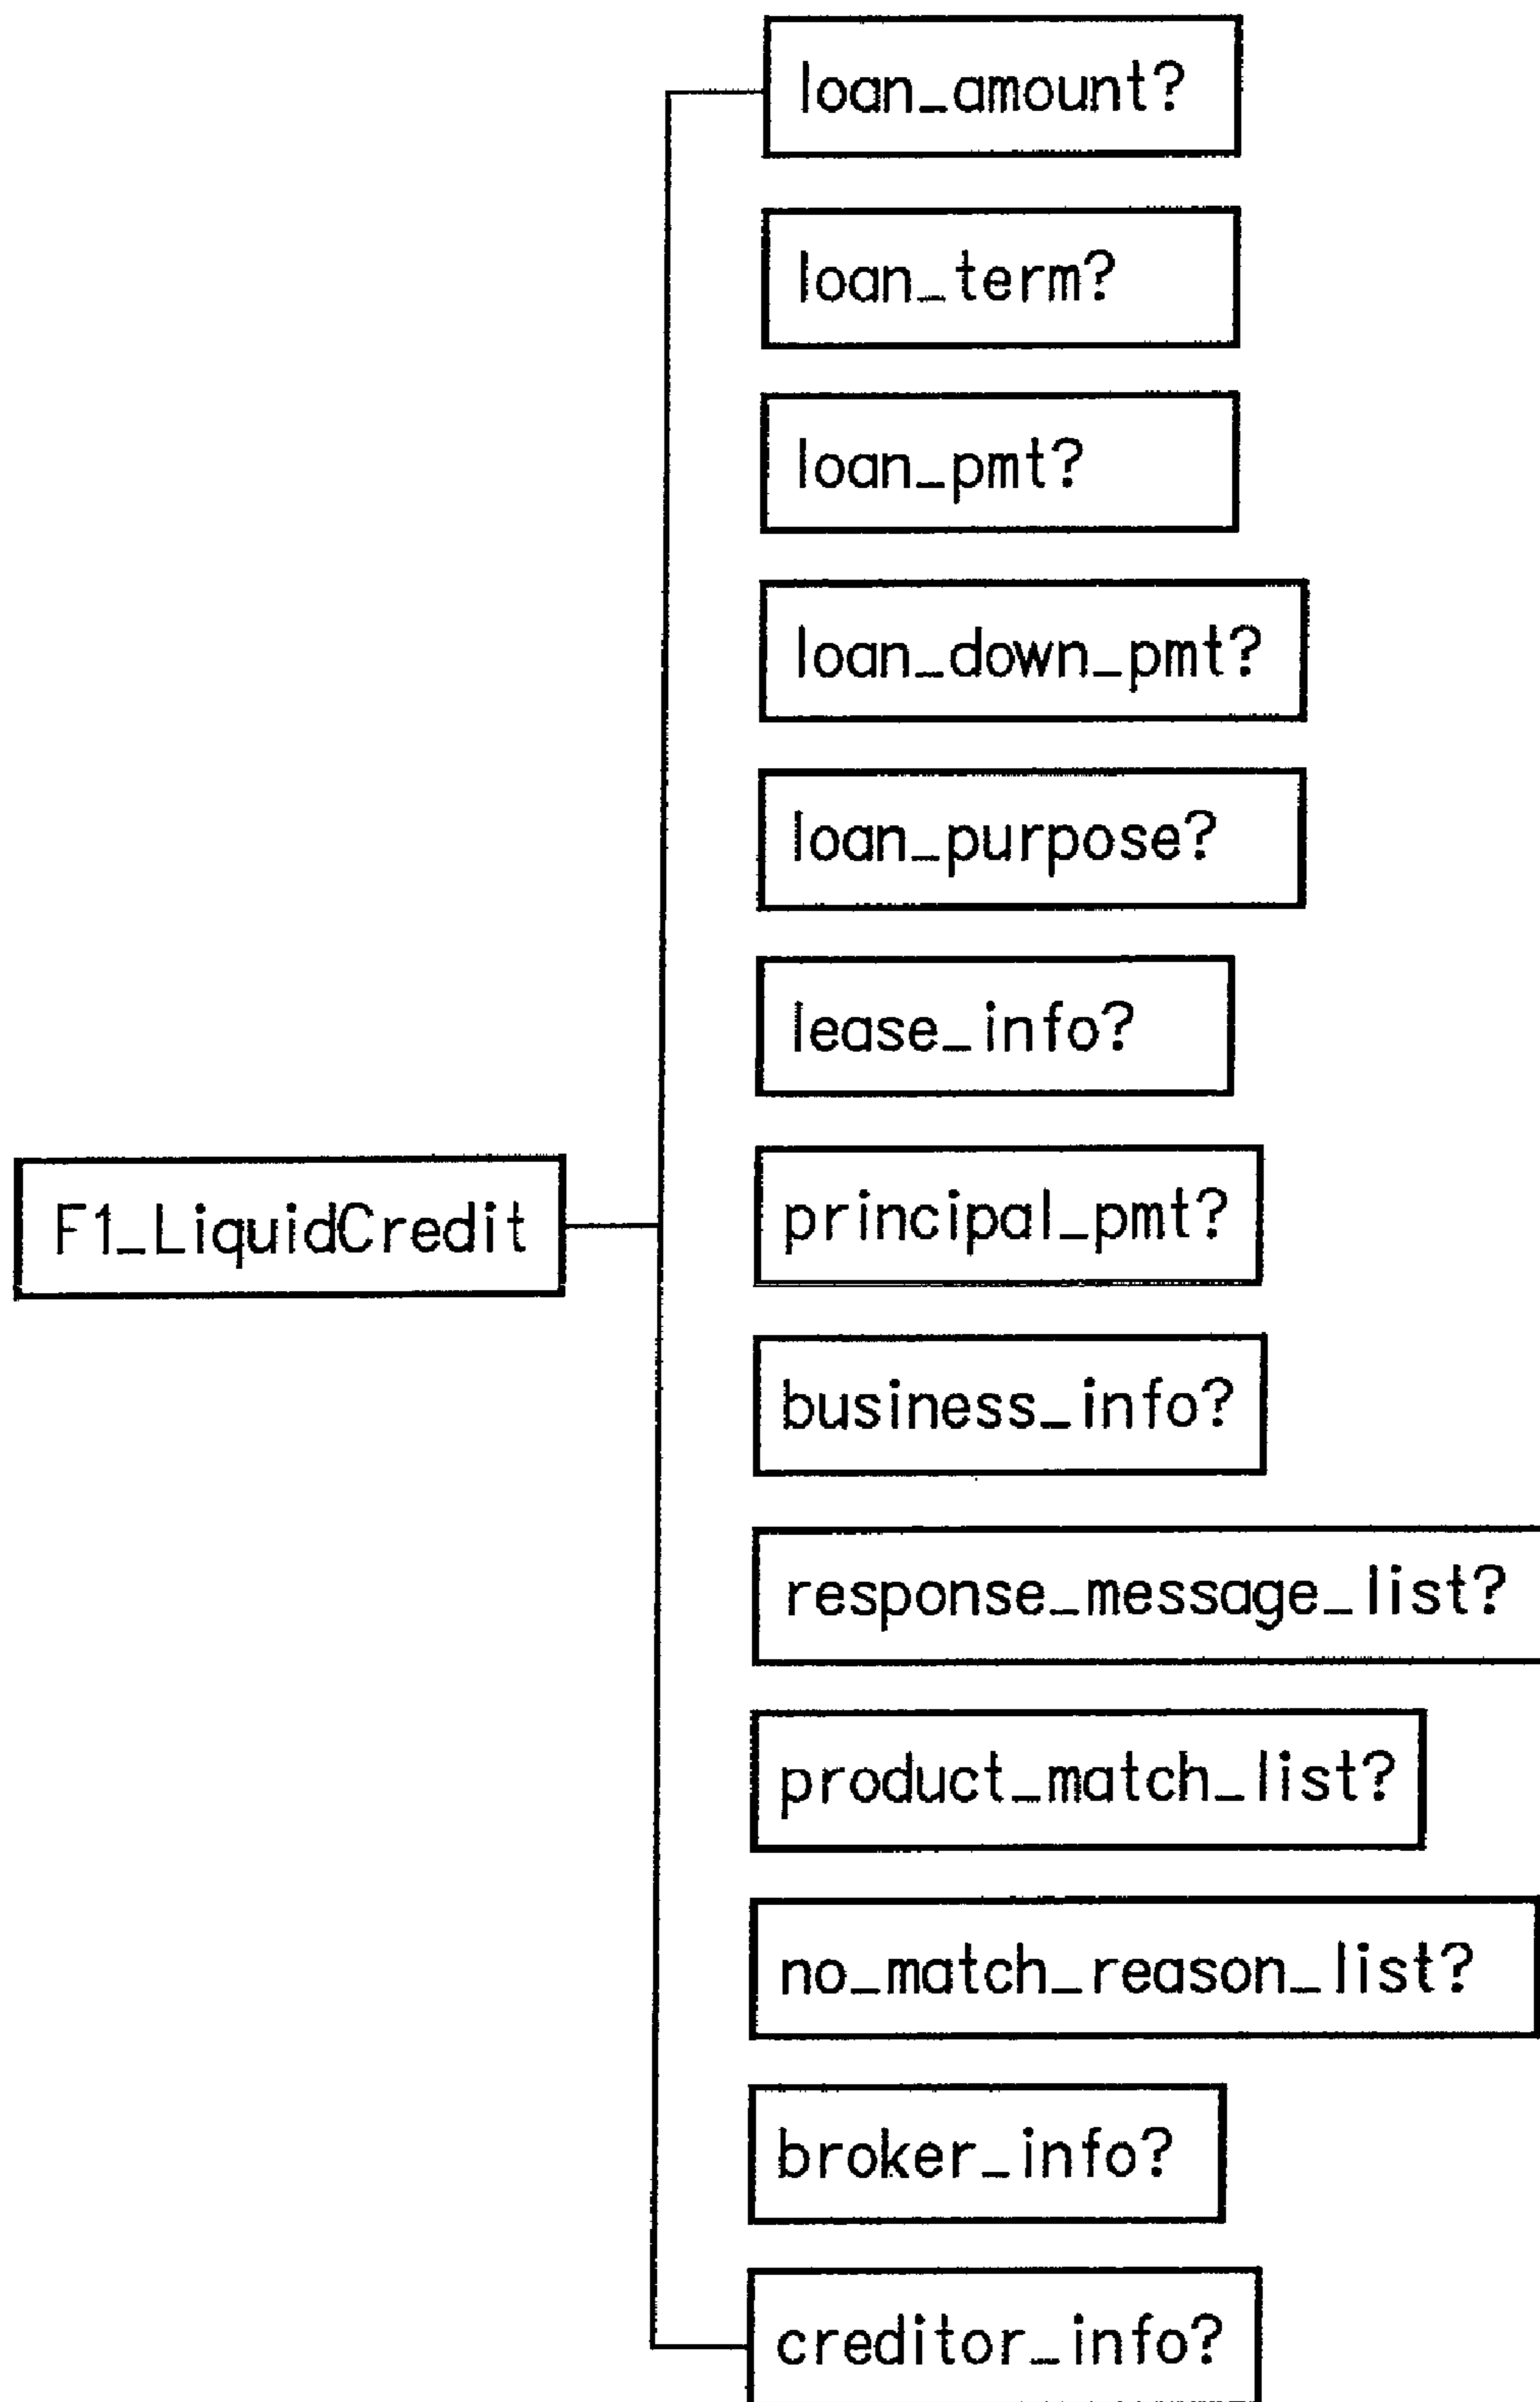 loan_amount?
loan_term?
loan_pmt?
loan_down_pmt?
loan_purpose?
lease_info?
F1_LiquidCredit
principal_pmt?
business_info?
response_message_list?
product_match_list?
no_match_reason_list?
broker_info?
creditor_info?